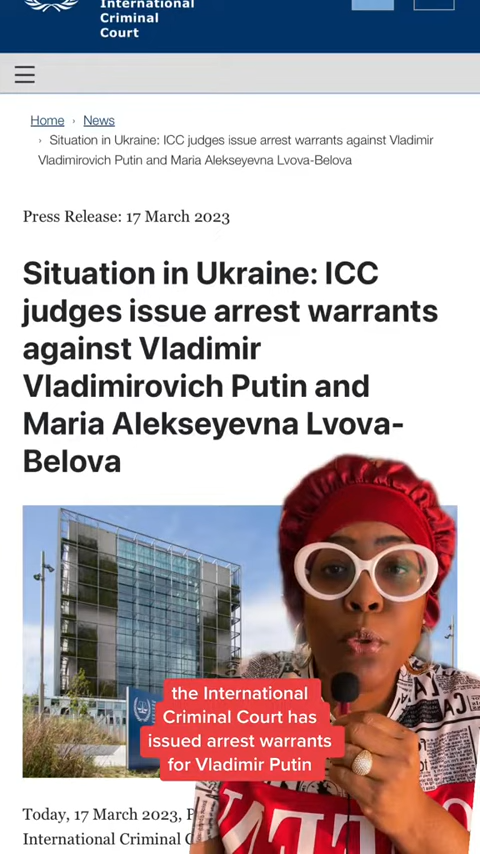 International
Criminal
Court
Home › News
› Situation in Ukraine: ICC judges issue arrest warrants against Vladimir
Vladimirovich Putin and Maria Alekseyevna Lvova-Belova
Press Release: 17 March 2023
Situation in Ukraine: ICC
judges issue arrest warrants
against Vladimir
Vladimirovich Putin and
Maria Alekseyevna Lvova-
Belova
the International
Criminal Court has
issued arrest warrants
for Vladimir Putin
Today, 17 March 2023, P
International Criminal C